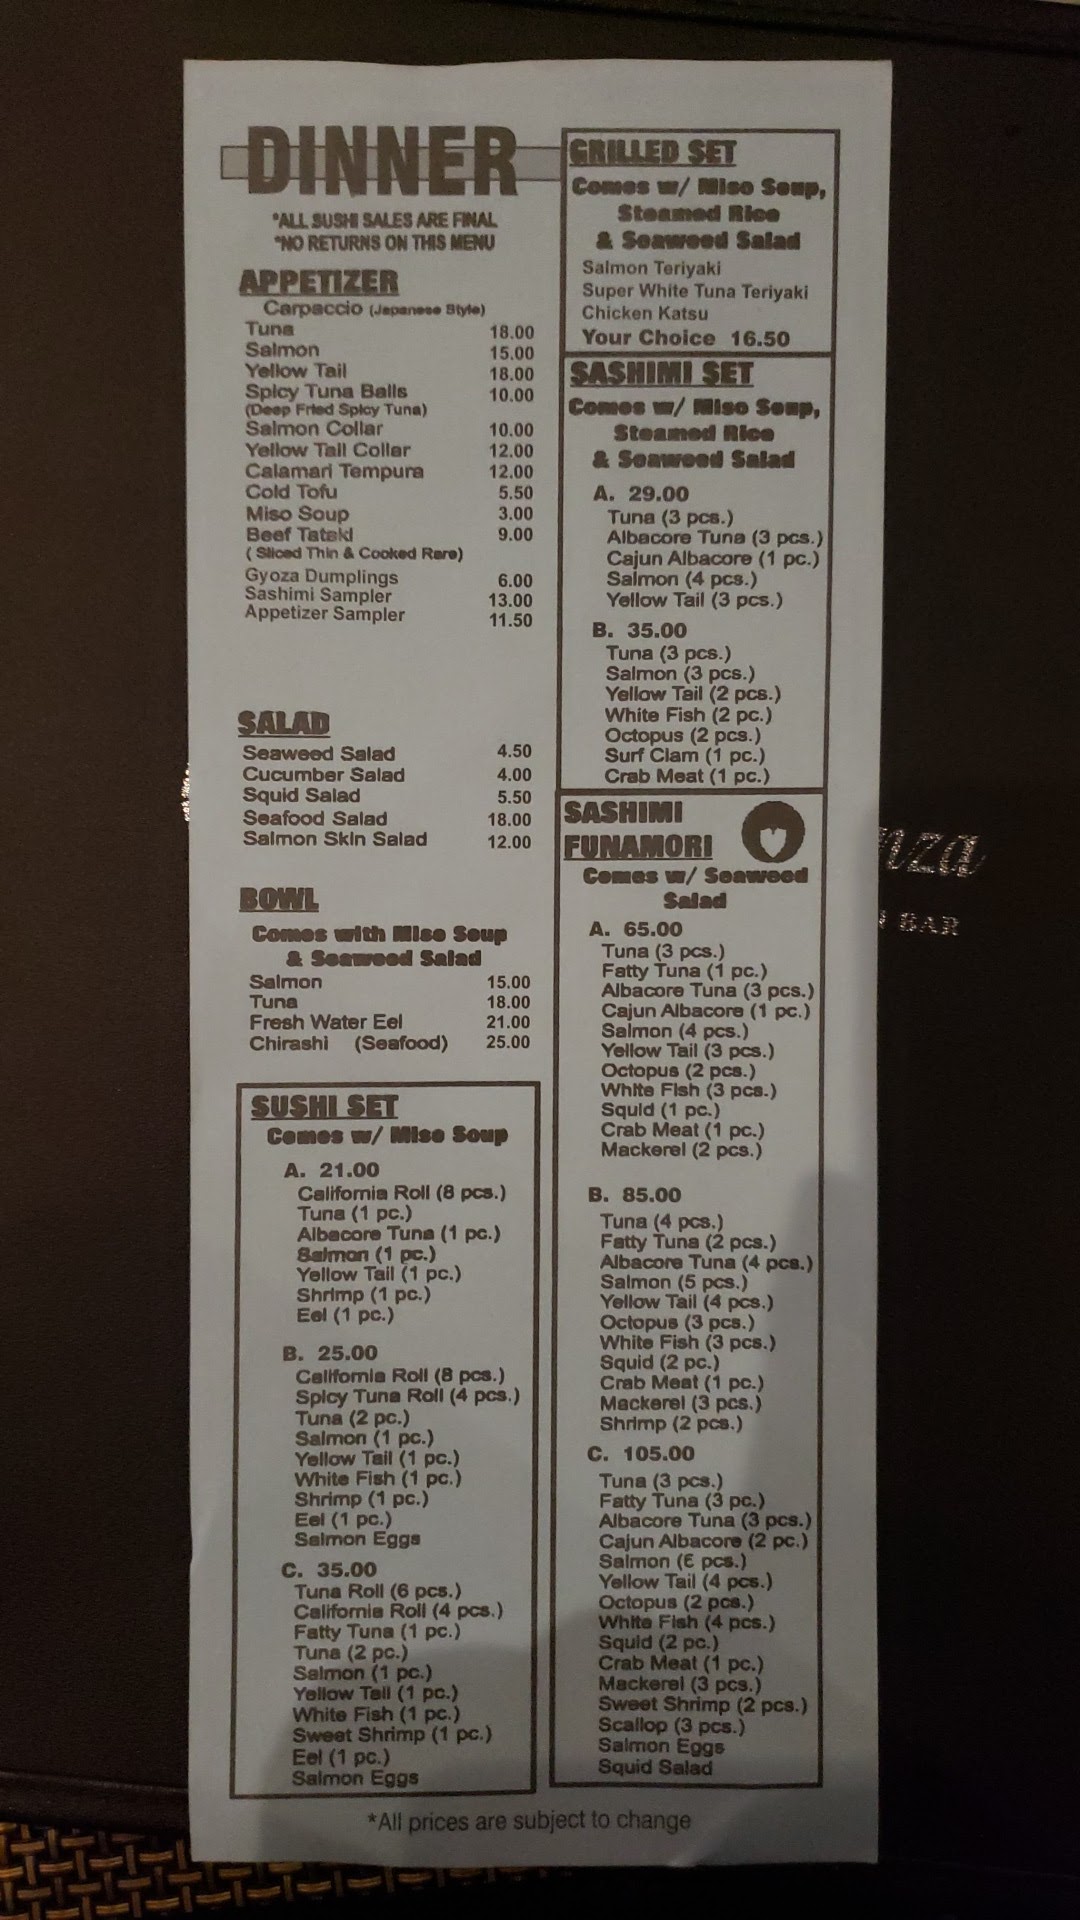 DINNER
*ALL SUSHI SALES ARE FINAL
*NO RETURNS ON THIS MENU
APPETIZER
Carpaccio (Japanese Style)
Tuna 18.00
Salmon 15.00
Yellow Tail 18.00
Spicy Tuna Balls 10.00
(Deep Fried Spicy Tuna)
Salmon Collar 10.00
Yellow Tail Collar 12.00
Calamari Tempura 12.00
Cold Tofu 5.50
Miso Soup 3.00
Beef Tataki 9.00
( Sliced Thin & Cooked Rare)
Gyoza Dumplings 6.00
Sashimi Sampler 13.00
Appetizer Sampler 11.50
SALAD
Seaweed Salad 4.50
Cucumber Salad 4.00
Squid Salad 5.50
Seafood Salad 18.00
Salmon Skin Salad 12.00
BOWL
Comes with Miso Soup
& Seaweed Salad
Salmon 15.00
Tuna 18.00
Fresh Water Eel 21.00
Chirashi (Seafood) 25.00
SUSHI SET
Comes w/ Miso Soup
A. 21.00
California Roll (8 pcs.)
Tuna (1 pc.)
Albacore Tuna (1 pc.)
Salmon (1 pc.)
Yellow Tail (1 pc.)
Shrimp (1 pc.)
Eel (1 pc.)
B. 25.00
California Roll (8 pcs.)
Spicy Tuna Roll (4 pcs.)
Tuna (2 pc.)
Salmon (1 pc.)
Yellow Tail (1 pc.)
White Fish (1 pc.)
Shrimp (1 pc.)
Eel (1 pc.)
Salmon Eggs
C. 35.00
Tuna Roll (6 pcs.)
California Roll (4 pcs.)
Fatty Tuna (1 pc.)
Tuna (2 pc.)
Salmon (1 pc.)
Yellow Tail (1 pc.)
White Fish (1 pc.)
Sweet Shrimp (1 pc.)
Eel (1 pc.)
Salmon Eggs
GRILLED SET
Comes w/ Miso Soup,
Steamed Rice
& Seaweed Salad
Salmon Teriyaki
Super White Tuna Teriyaki
Chicken Katsu
Your Choice 16.50
SASHIMI SET
Comes w/ Miso Soup,
Steamed Rice
& Seaweed Salad
A. 29.00
Tuna (3 pcs.)
Albacore Tuna (3 pcs.)
Cajun Albacore (1 pc.)
Salmon (4 pcs.)
Yellow Tail (3 pcs.)
B. 35.00
Tuna (3 pcs.)
Salmon (3 pcs.)
Yellow Tail (2 pcs.)
White Fish (2 pc.)
Octopus (2 pcs.)
Surf Clam (1 pc.)
Crab Meat (1 pc.)
SASHIMI
FUNAMORI
Comes w/ Seaweed
Salad
A. 65.00
Tuna (3 pcs.)
Fatty Tuna (1 pc.)
Albacore Tuna (3 pcs.)
Cajun Albacore (1 pc.)
Salmon (4 pcs.)
Yellow Tail (3 pcs.)
Octopus (2 pcs.)
White Fish (3 pcs.)
Squid (1 pc.)
Crab Meat (1 pc.)
Mackerel (2 pcs.)
B. 85.00
Tuna (4 pcs.)
Fatty Tuna (2 pcs.)
Albacore Tuna (4 pcs.)
Salmon (5 pcs.)
Yellow Tail (4 pcs.)
Octopus (3 pcs.)
White Fish (3 pcs.)
Squid (2 pc.)
Crab Meat (1 pc.)
Mackerel (3 pcs.)
Shrimp (2 pcs.)
C. 105.00
Tuna (3 pcs.)
Fatty Tuna (3 pc.)
Albacore Tuna (3 pcs.)
Cajun Albacore (2 pc.)
Salmon (6 pcs.)
Yellow Tail (4 pcs.)
Octopus (2 pcs.)
White Fish (4 pcs.)
Squid (2 pc.)
Crab Meat (1 pc.)
Mackerel (3 pcs.)
Sweet Shrimp (2 pcs.)
Scallop (3 pcs.)
Salmon Eggs
Squid Salad
*All prices are subject to change
nza
BAR